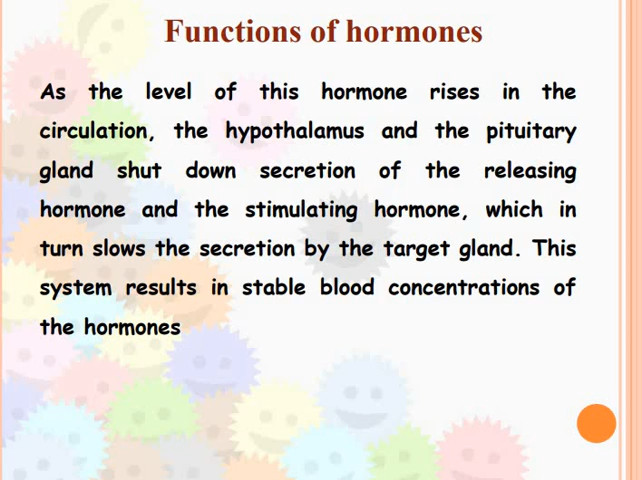 Functions of hormones
As the level of this hormone rises in the
circulation, the hypothalamus and the pituitary
gland shut down secretion of the releasing
hormone and the stimulating hormone, which in
turn slows the secretion by the target gland. This
system results in stable blood concentrations of
the hormones